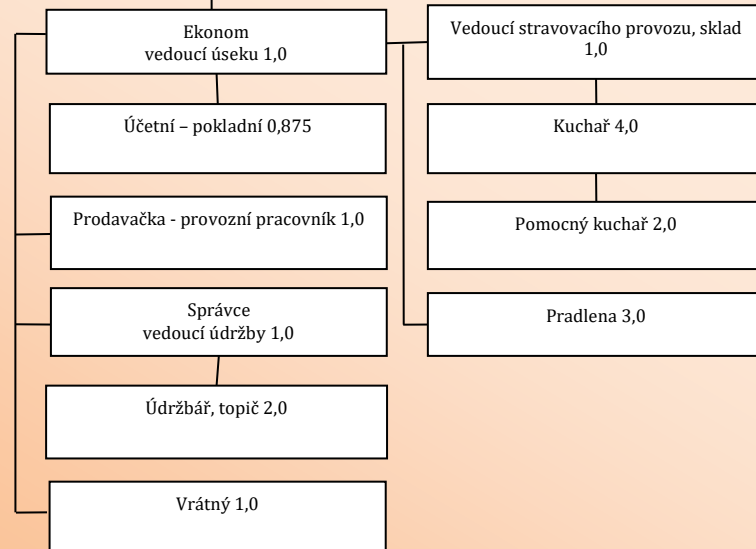 Ekonom
vedoucí úseku 1,0
Účetní – pokladní 0,875
Prodavačka - provozní pracovník 1,0
Správce
vedoucí údržby 1,0
Údržbář, topič 2,0
Vrátný 1,0
Vedoucí stravovacího provozu, sklad
1,0
Kuchař 4,0
Pomocný kuchař 2,0
Pradlena 3,0